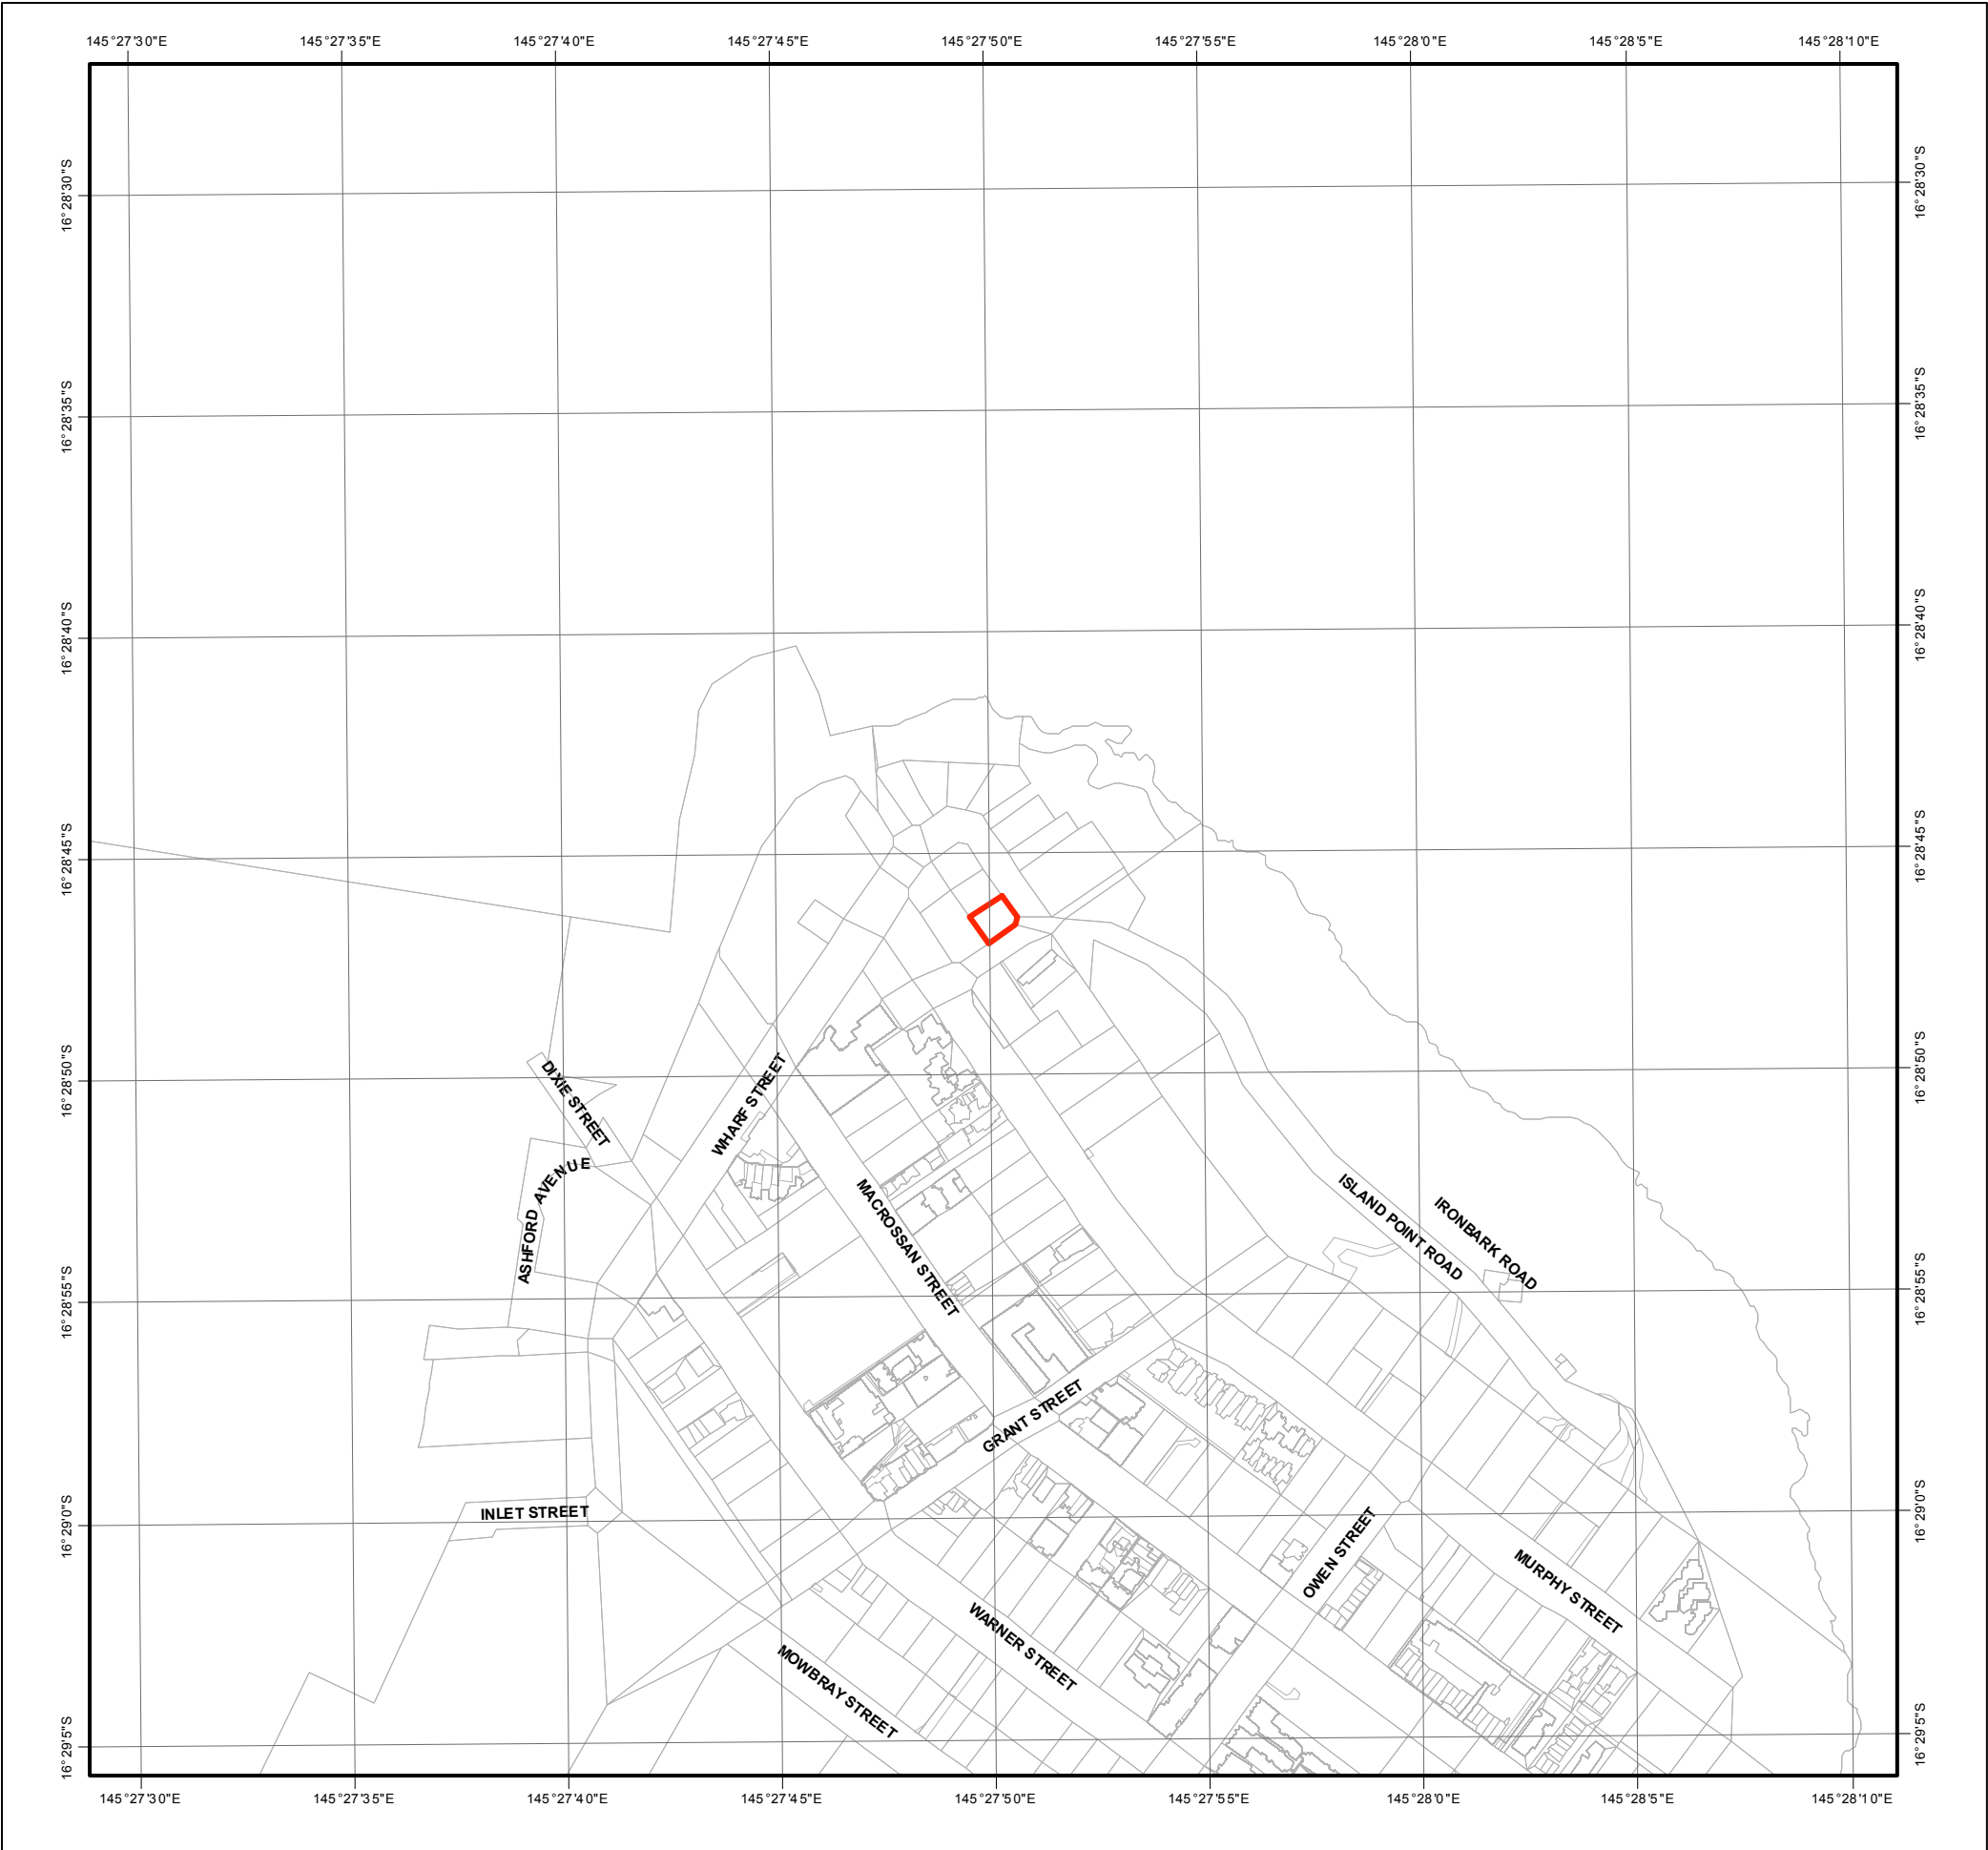 145°27'30"E
145°27'35"E
145°27'40"E
145°27'45"E
145°27'50"E
145°27'55"E
145°28'0"E
145°28'5"E
145°28'10"E
16°28'30"S
16°28'30"S
16°28'35"S
16°28'35"S
16°28'40"S
16°28'40"S
16°28'45"S
16°28'45"S
16°28'50"S
16°28'50"S
DIXIE STREET
WHARF STREET
ASHFORD AVENUE
MACROSSAN STREET
ISLAND POINT ROAD
IRONBARK ROAD
16°28'55"S
16°28'55"S
GRANT STREET
INLET STREET
16°29'0"S
16°29'0"S
OWEN STREET
MURPHY STREET
WARNER STREET
MOWBRAY STREET
16°29'5"S
16°29'5"S
145°27'30"E
145°27'35"E
145°27'40"E
145°27'45"E
145°27'50"E
145°27'55"E
145°28'0"E
145°28'5"E
145°28'10"E